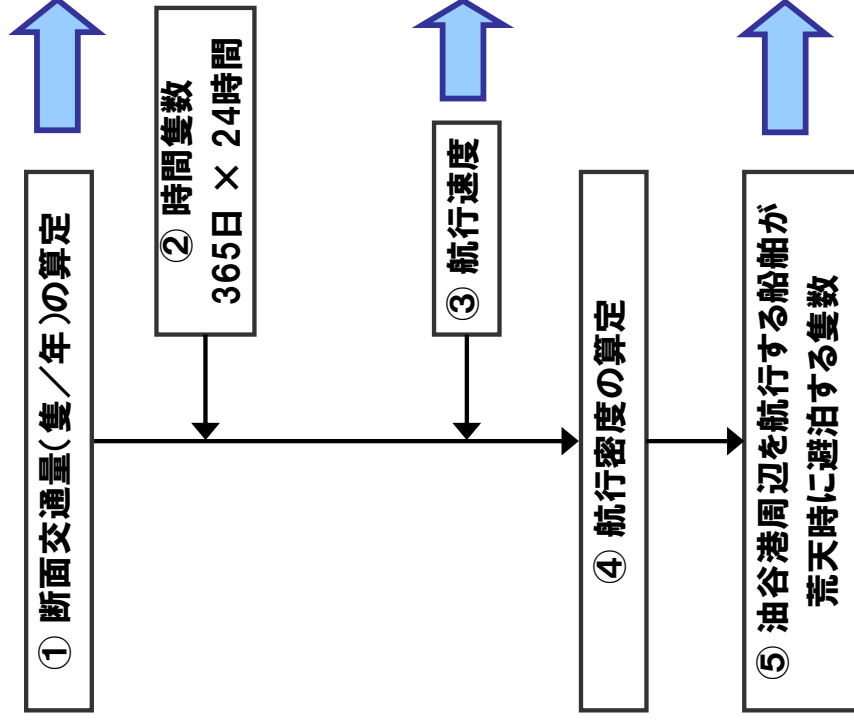 ① 断面交通量(隻/年)の算定
② 時間隻数
365日 × 24時間
③ 航行速度
④ 航行密度の算定
⑤ 油谷港周辺を航行する船舶が
荒天時に避泊する隻数